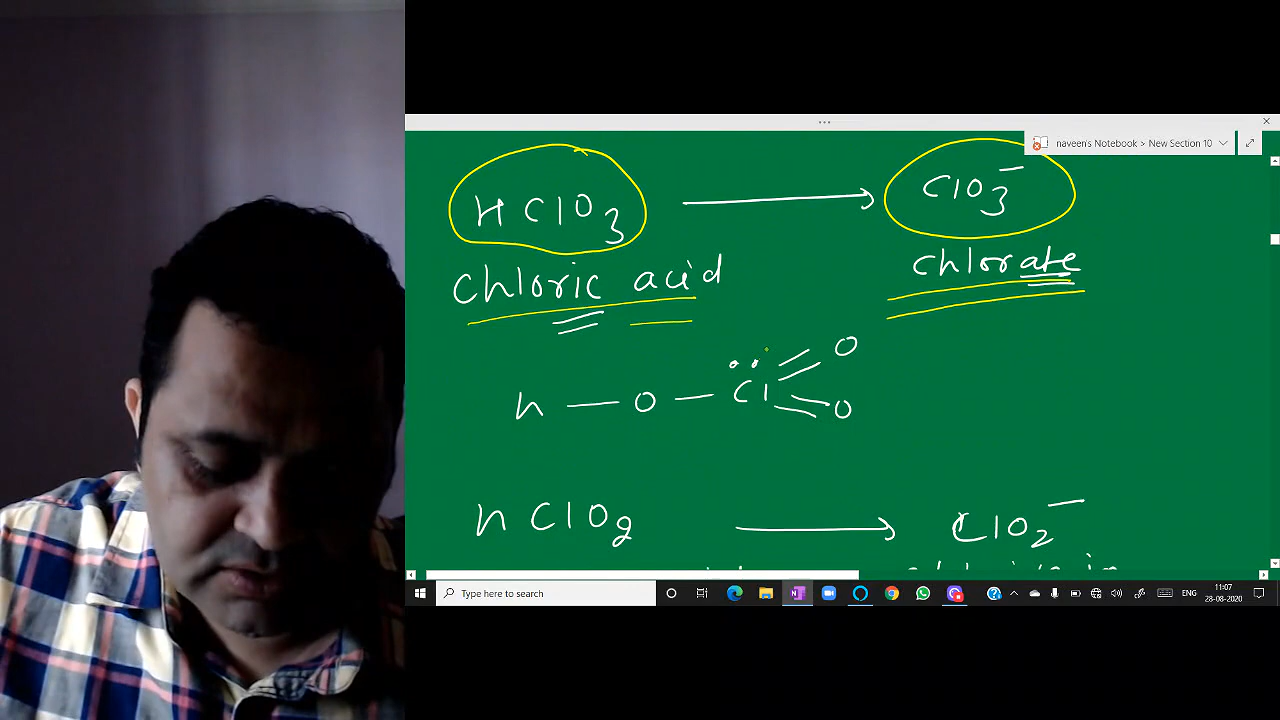 naveen's Notebook > New Section 10
HClO3 → ClO3⁻
chloric acid chlorate
H — O — Cl = O
= O
HClO2 → ClO2⁻
Type here to search
ENG
11:07
28-08-2020